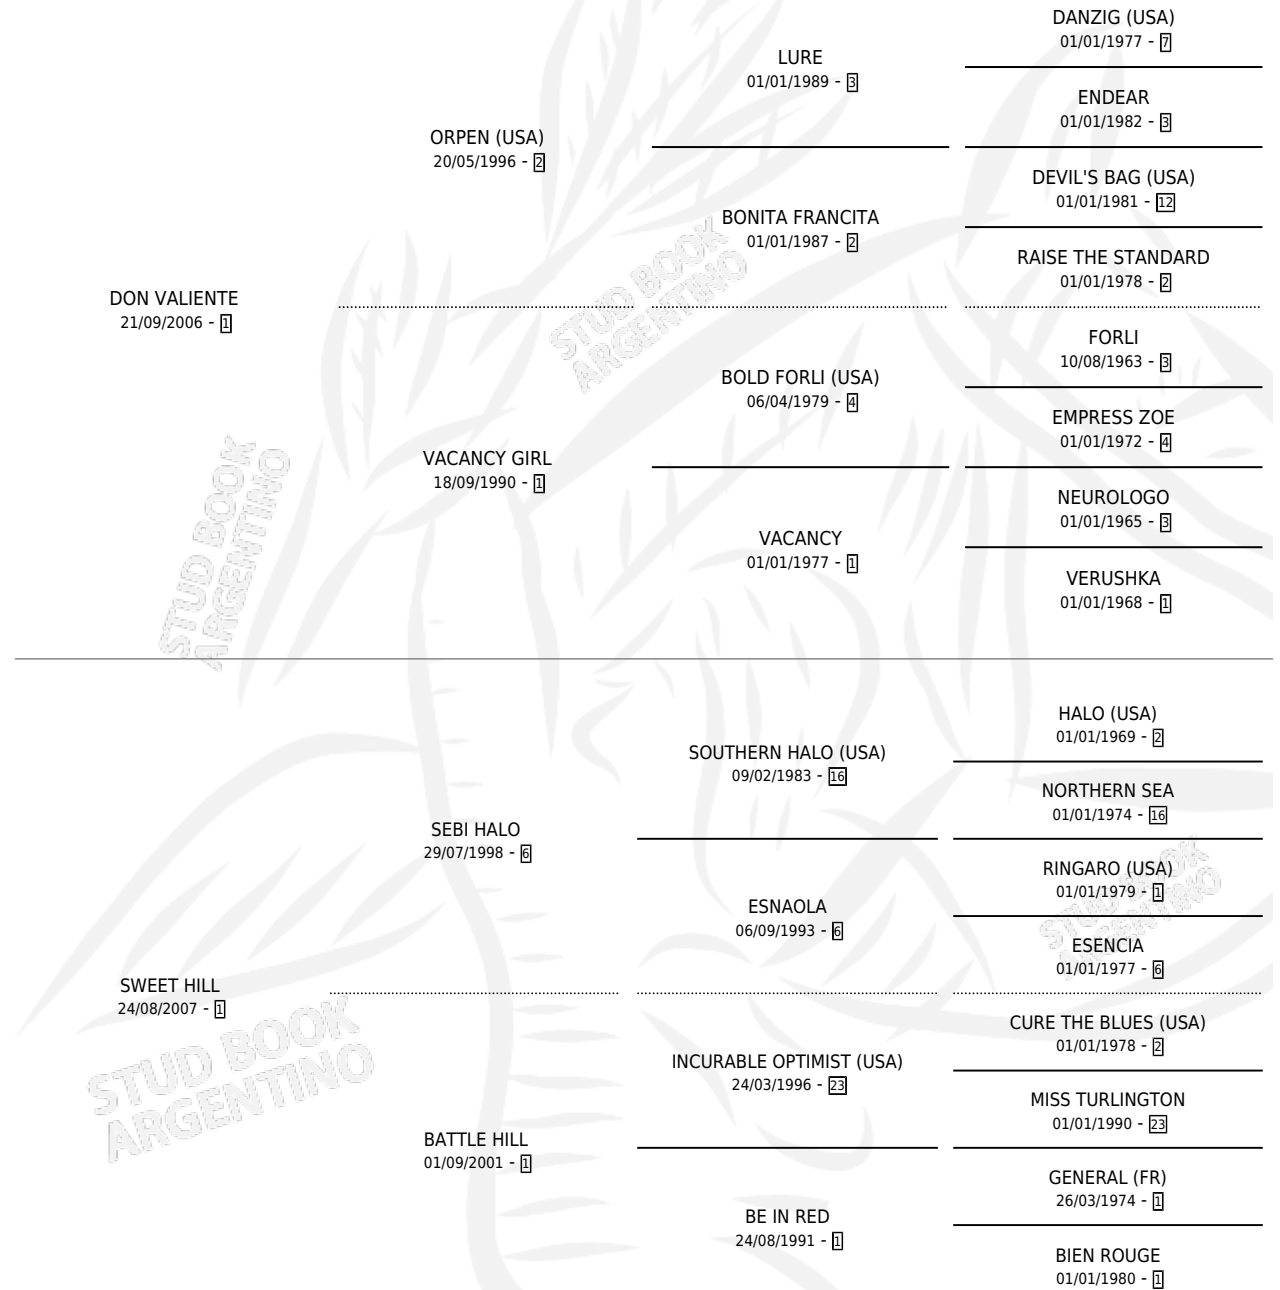 DANZIG (USA)
01/01/1977 - 7
LURE
01/01/1989 - 3
ENDEAR
01/01/1982 - 3
ORPEN (USA)
20/05/1996 - 2
DEVIL'S BAG (USA)
01/01/1981 - 12
BONITA FRANCITA
01/01/1987 - 2
RAISE THE STANDARD
01/01/1978 - 2
DON VALIENTE
21/09/2006 - 1
FORLI
10/08/1963 - 3
BOLD FORLI (USA)
06/04/1979 - 4
EMPRESS ZOE
01/01/1972 - 4
VACANCY GIRL
18/09/1990 - 1
NEUROLOGO
01/01/1965 - 3
VACANCY
01/01/1977 - 1
VERUSHKA
01/01/1968 - 1
HALO (USA)
01/01/1969 - 2
SOUTHERN HALO (USA)
09/02/1983 - 16
NORTHERN SEA
01/01/1974 - 16
SEBI HALO
29/07/1998 - 6
RINGARO (USA)
01/01/1979 - 1
ESNAOLA
06/09/1993 - 6
ESENCIA
01/01/1977 - 6
SWEET HILL
24/08/2007 - 1
CURE THE BLUES (USA)
01/01/1978 - 2
INCURABLE OPTIMIST (USA)
24/03/1996 - 23
MISS TURLINGTON
01/01/1990 - 23
BATTLE HILL
01/09/2001 - 1
GENERAL (FR)
26/03/1974 - 1
BE IN RED
24/08/1991 - 1
BIEN ROUGE
01/01/1980 - 1
STUD BOOK
ARGENTINO
STUD BOOK
ARGENTINO
STUD BOOK
ARGENTINO
STUD BOOK
ARGENTINO